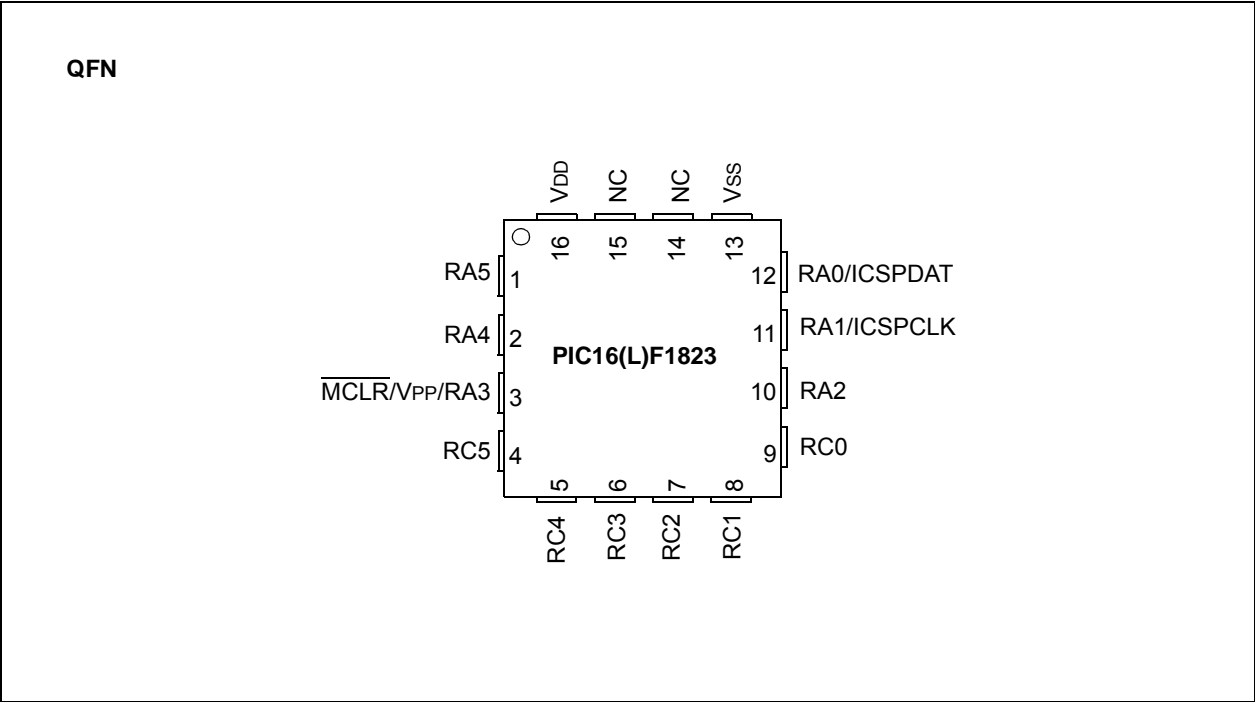 QFN
VDD
NC
NC
VSS
16
15
14
13
RA5
1
12
RA0/ICSPDAT
RA4
2
11
RA1/ICSPCLK
PIC16(L)F1823
MCLR/VPP/RA3
3
10
RA2
RC5
4
9
RC0
5
6
7
8
RC4
RC3
RC2
RC1